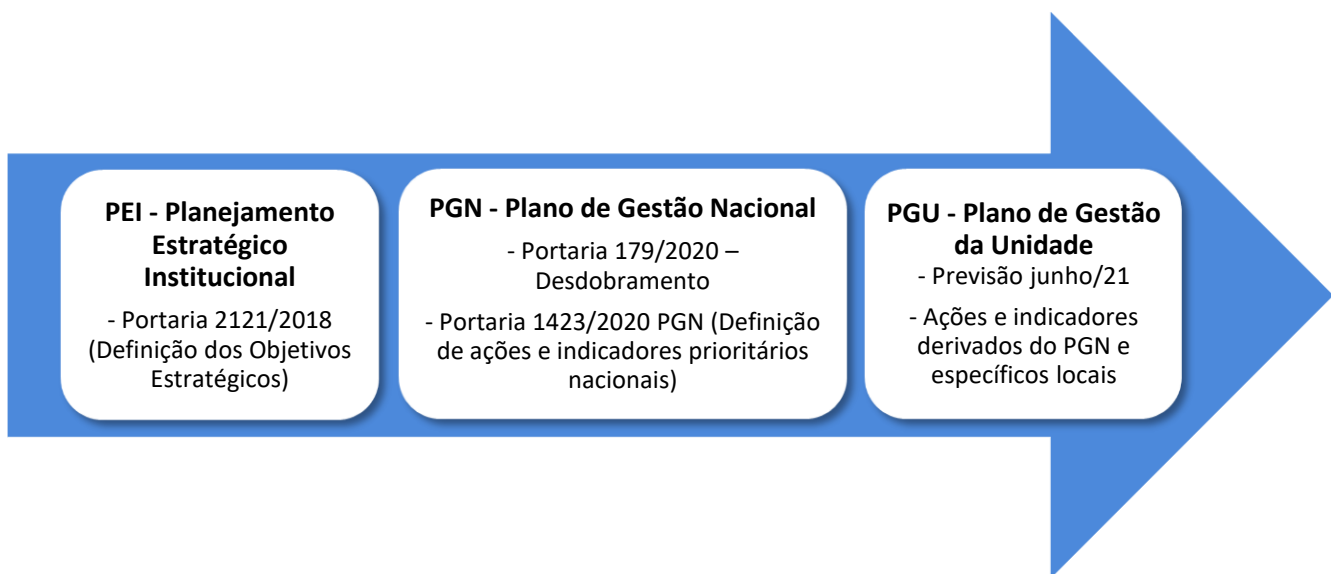 PEI - Planejamento
Estratégico
Institucional
- Portaria 2121/2018
(Definição dos Objetivos
Estratégicos)
PGN - Plano de Gestão Nacional
- Portaria 179/2020 –
Desdobramento
- Portaria 1423/2020 PGN (Definição
de ações e indicadores prioritários
nacionais)
PGU - Plano de Gestão
da Unidade
- Previsão junho/21
- Ações e indicadores
derivados do PGN e
específicos locais